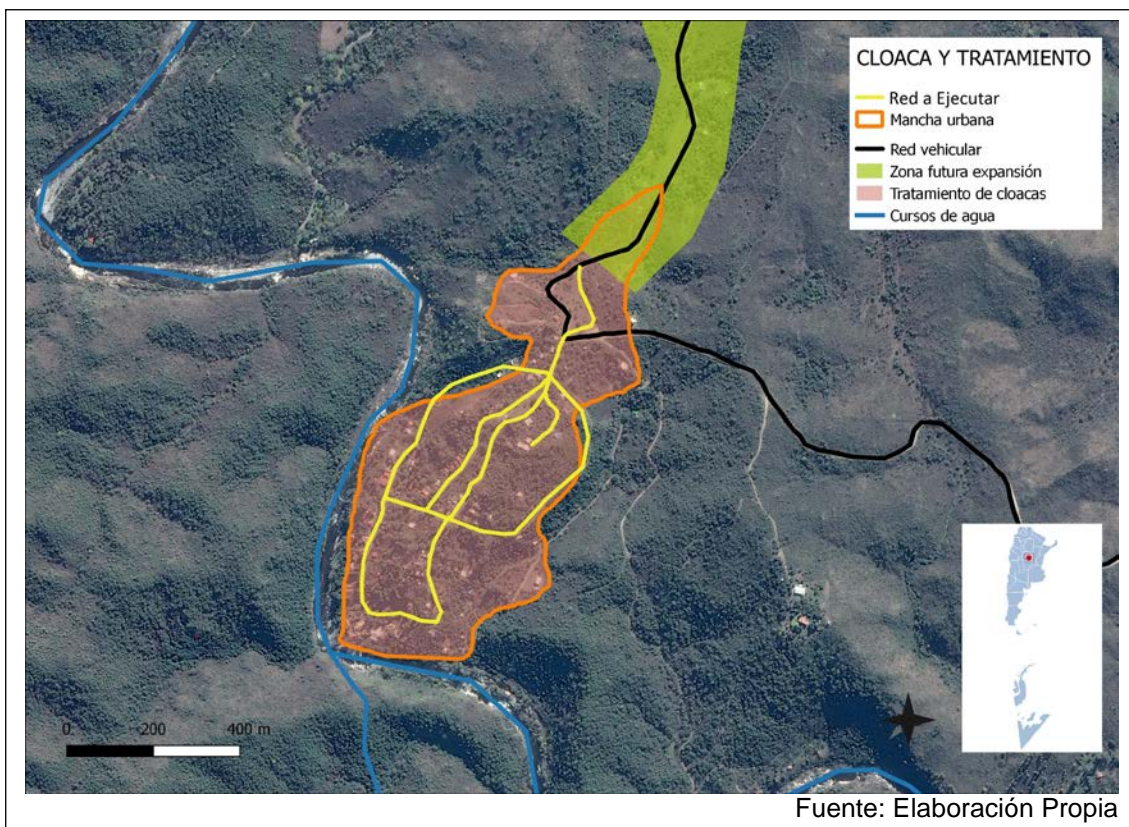 CLOACA Y TRATAMIENTO
Red a Ejecutar
Mancha urbana
Red vehicular
Zona futura expansión
Tratamiento de cloacas
Cursos de agua
0 200 400 m
Fuente: Elaboración Propia